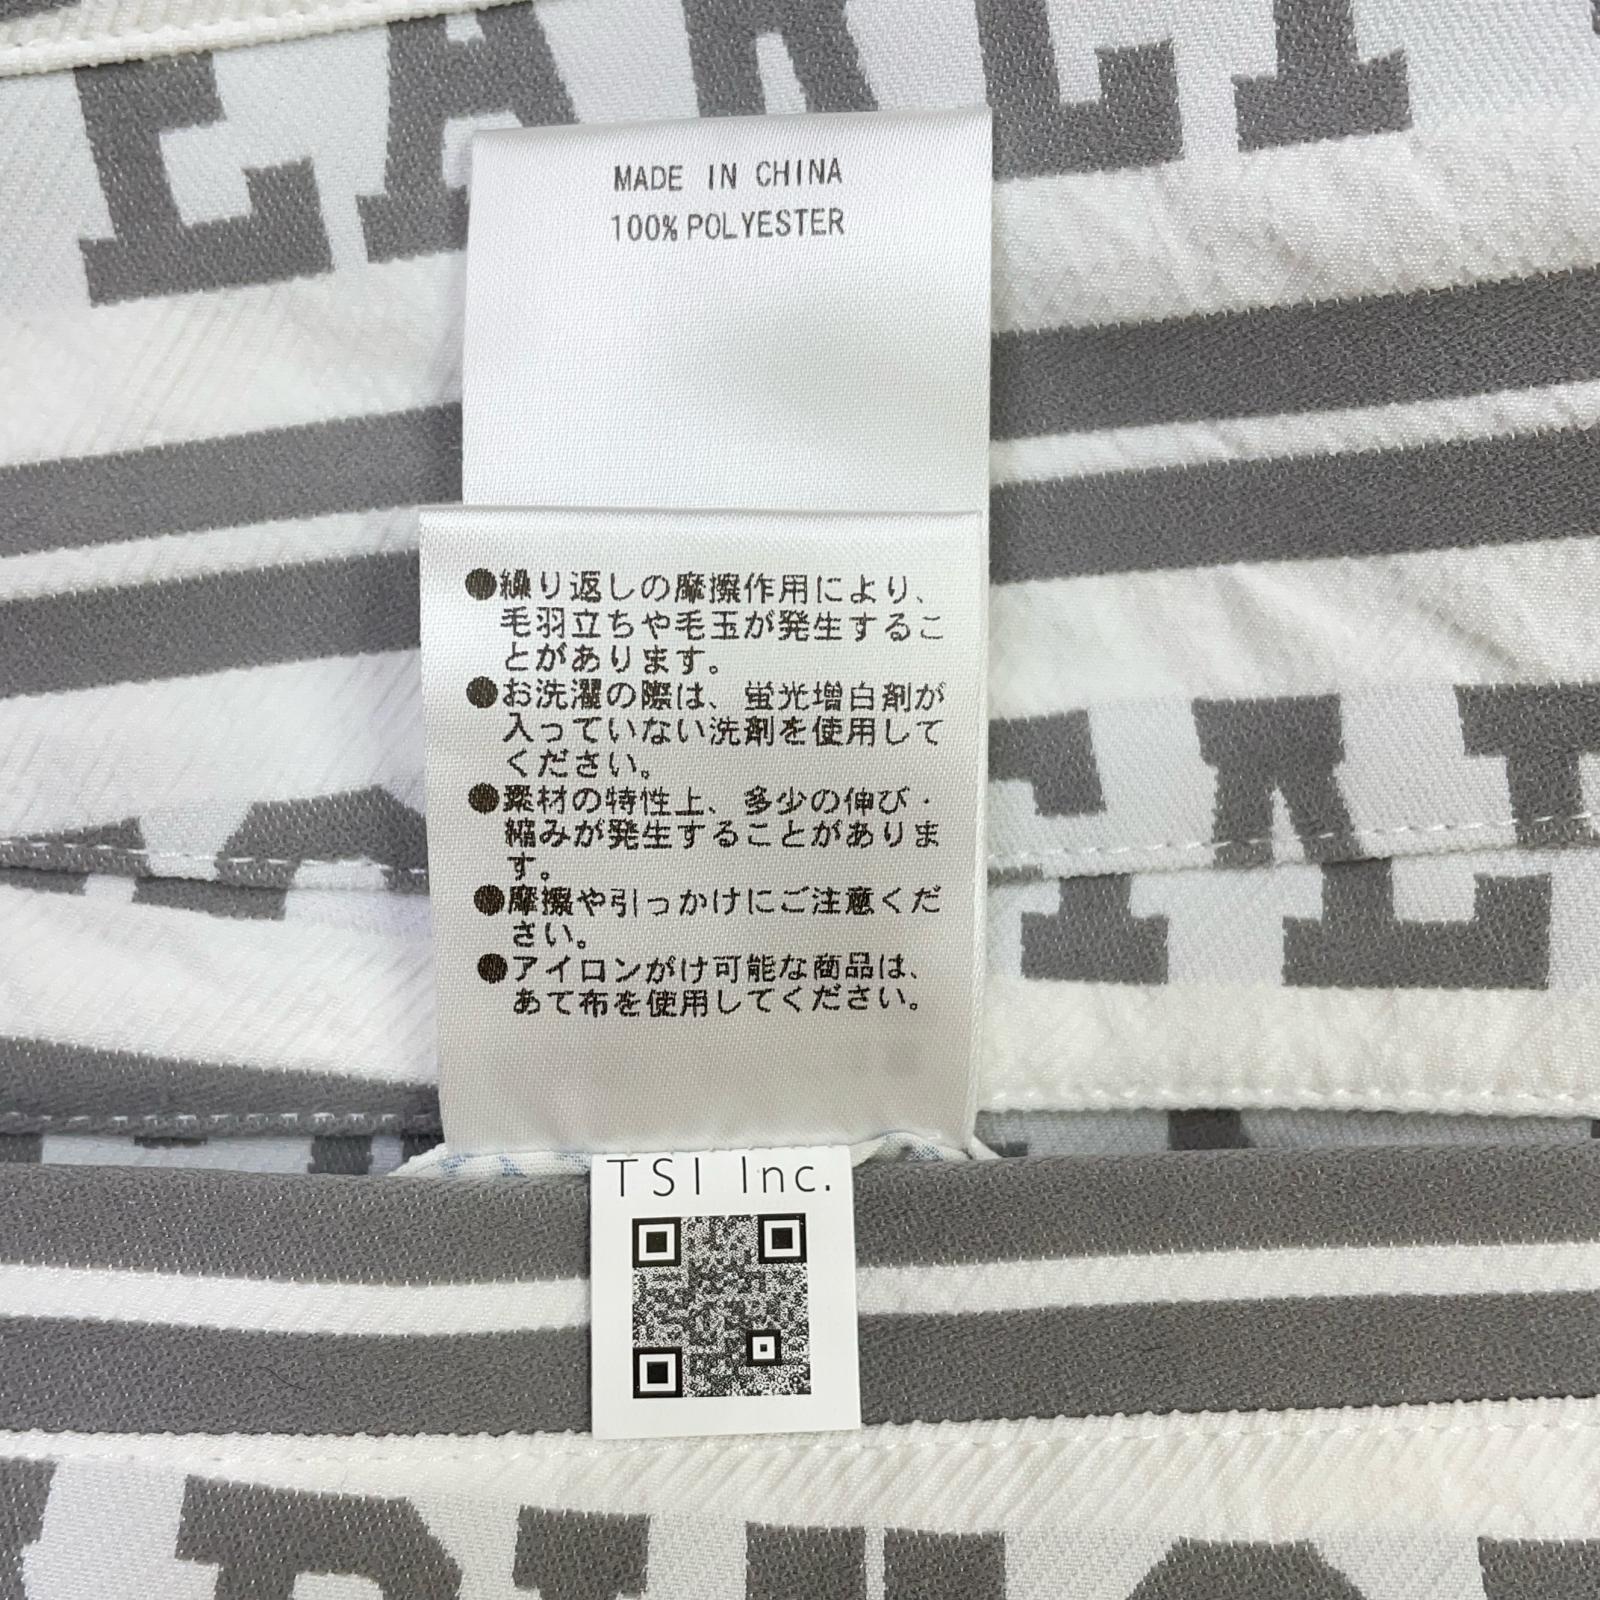 MADE IN CHINA
100% POLYESTER
●繰り返しの摩擦作用により、
毛羽立ちや毛玉が発生するこ
とがあります。
●お洗濯の際は、蛍光増白剤が
入っていない洗剤を使用して
ください。
●素材の特性上、多少の伸び・
縮みが発生することがありま
す。
●摩擦や引っかけにご注意くだ
さい。
●アイロンがけ可能な商品は、
あて布を使用してください。
TSI Inc.